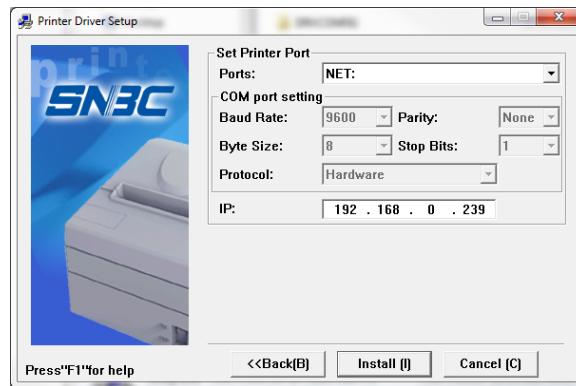 Printer Driver Setup
print
SNBC
Set Printer Port
Ports: NET:
COM port setting
Baud Rate: 9600 Parity: None
Byte Size: 8 Stop Bits: 1
Protocol: Hardware
IP: 192 . 168 . 0 . 239
Press"F1"for help
<<Back(B) Install (I) Cancel (C)